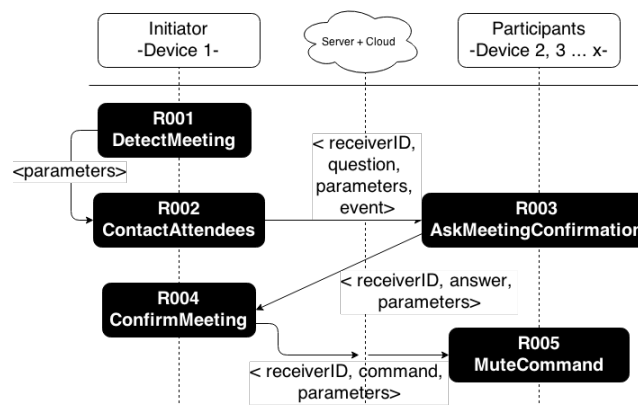 Initiator
-Device 1-
Server + Cloud
Participants
-Device 2, 3 ... x-
R001
DetectMeeting
<parameters>
< receiverID,
question,
parameters,
event>
R002
ContactAttendees
R003
AskMeetingConfirmation
< receiverID, answer,
parameters>
R004
ConfirmMeeting
R005
MuteCommand
< receiverID, command,
parameters>